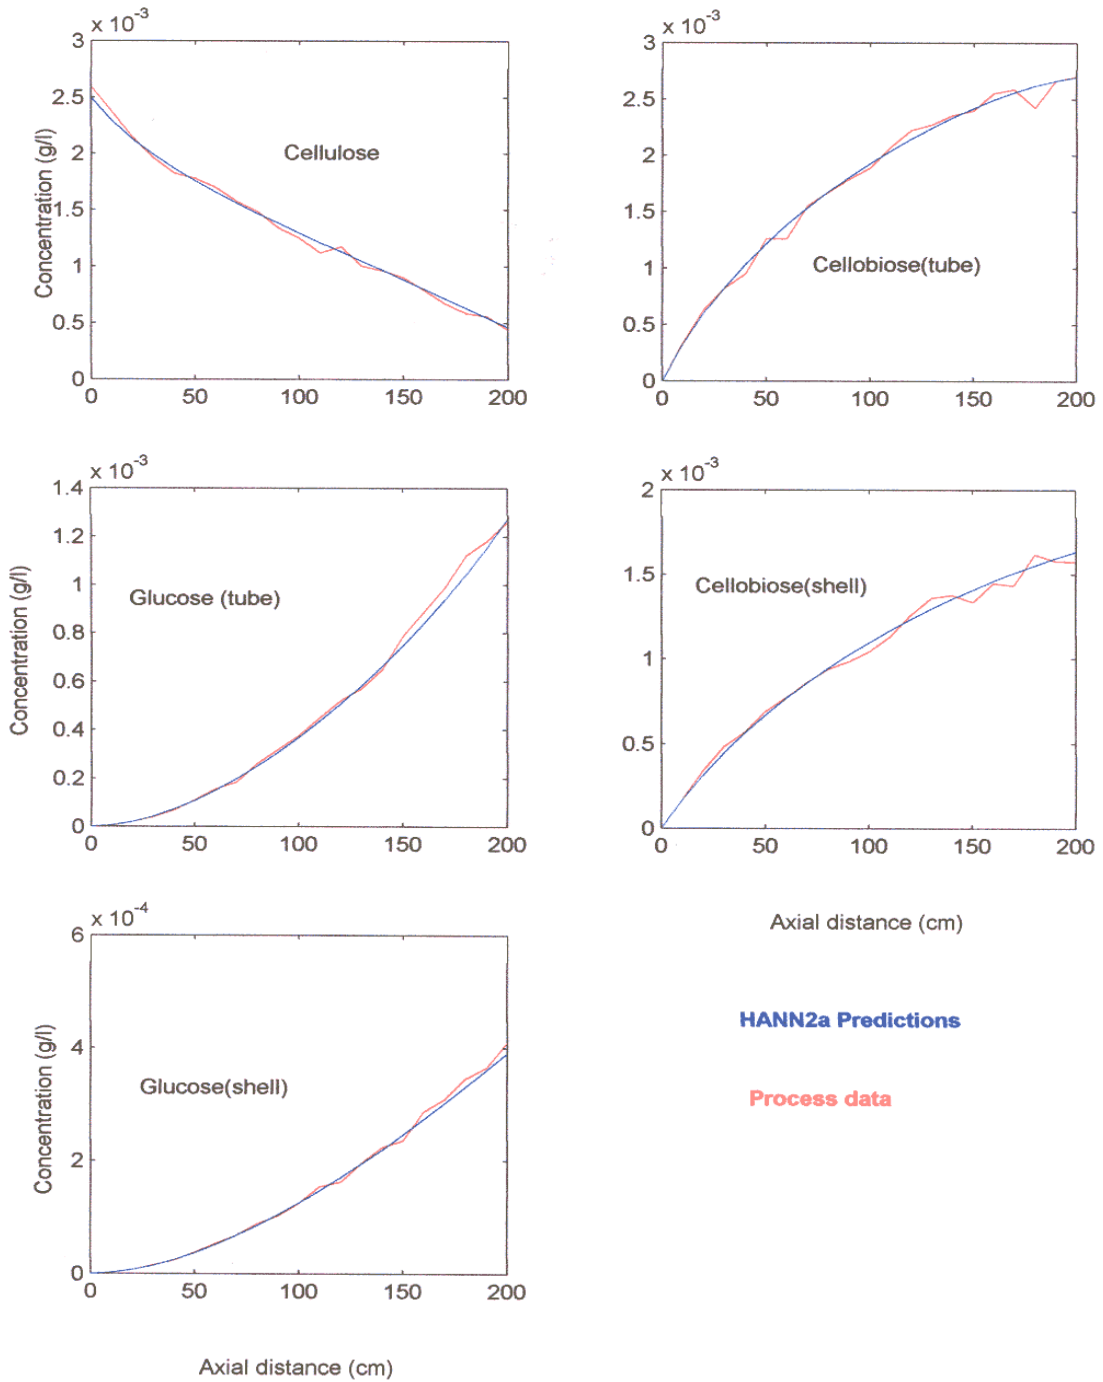 x 10-3
3
2.5
2
1.5
1
0.5
0
Concentration (g/l)
Cellulose
0 50 100 150 200
x 10-3
3
2.5
2
1.5
1
0.5
0
Cellobiose(tube)
0 50 100 150 200
x 10-3
1.4
1.2
1
0.8
0.6
0.4
0.2
0
Concentration (g/l)
Glucose (tube)
0 50 100 150 200
x 10-3
2
1.5
1
0.5
0
Cellobiose(shell)
0 50 100 150 200
Axial distance (cm)
x 10-4
6
4
2
0
Concentration (g/l)
Glucose(shell)
0 50 100 150 200
Axial distance (cm)
HANN2a Predictions
Process data